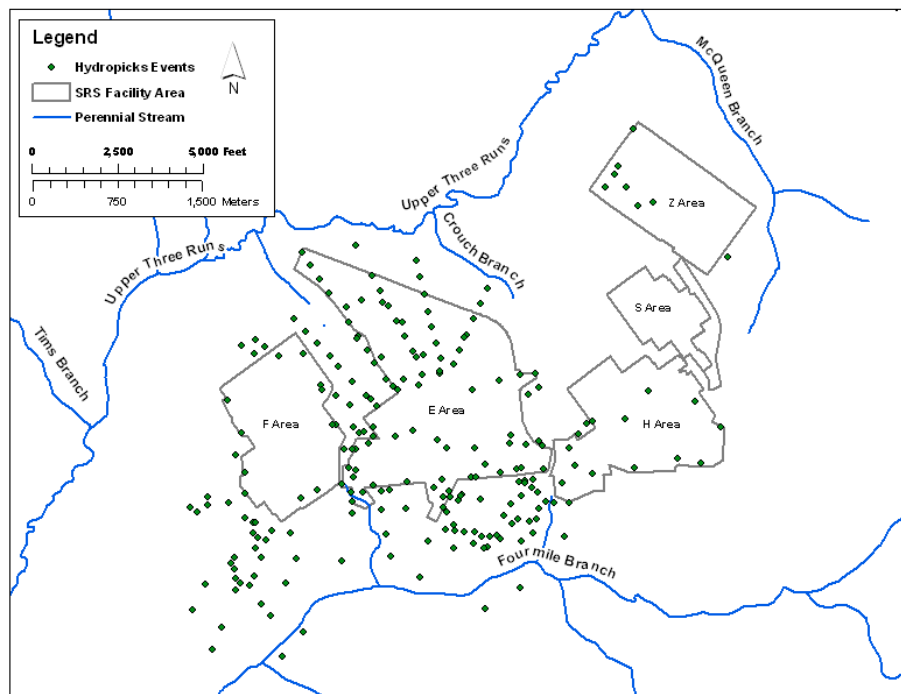 Legend
Hydropicks Events
SRS Facility Area
Perennial Stream
N
0 2,500 5,000 Feet
0 750 1,500 Meters
McQueen Branch
Upper Three Runs
Z Area
Crouch Branch
Upper Three Runs
S Area
Tims Branch
E Area
F Area
H Area
Fourmile Branch